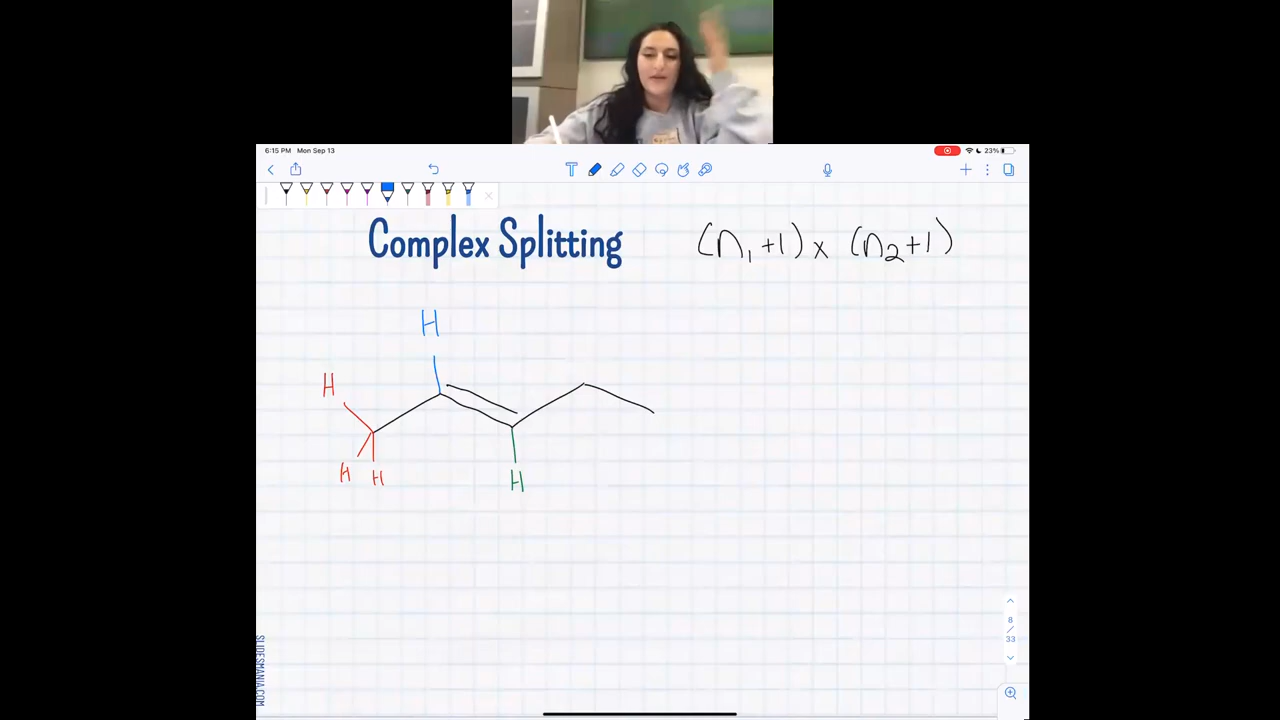 6:15 PM Mon Sep 13
23%
T
Complex Splitting
(n₁+1) x (n₂+1)
H
H
H H
H
8
/
33
SLIDESMANIA.COM